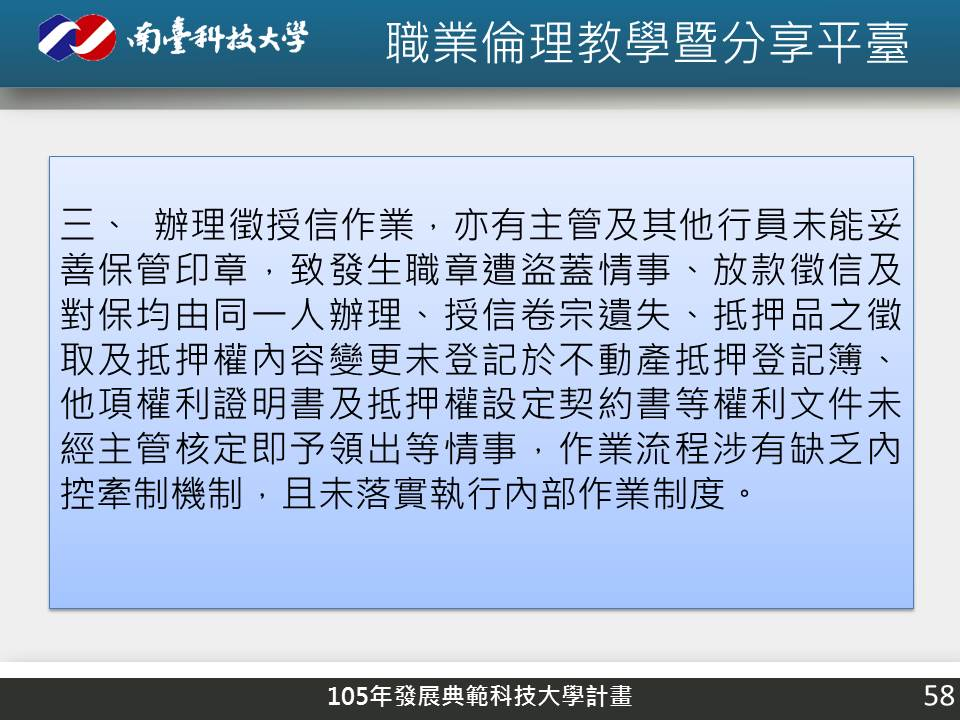 南臺科技大學
職業倫理教學暨分享平臺
三、 辦理徵授信作業，亦有主管及其他行員未能妥
善保管印章，致發生職章遭盜蓋情事、放款徵信及
對保均由同一人辦理、授信卷宗遺失、抵押品之徵
取及抵押權內容變更未登記於不動產抵押登記簿、
他項權利證明書及抵押權設定契約書等權利文件未
經主管核定即予領出等情事，作業流程涉有缺乏內
控牽制機制，且未落實執行內部作業制度。
105年發展典範科技大學計畫
58